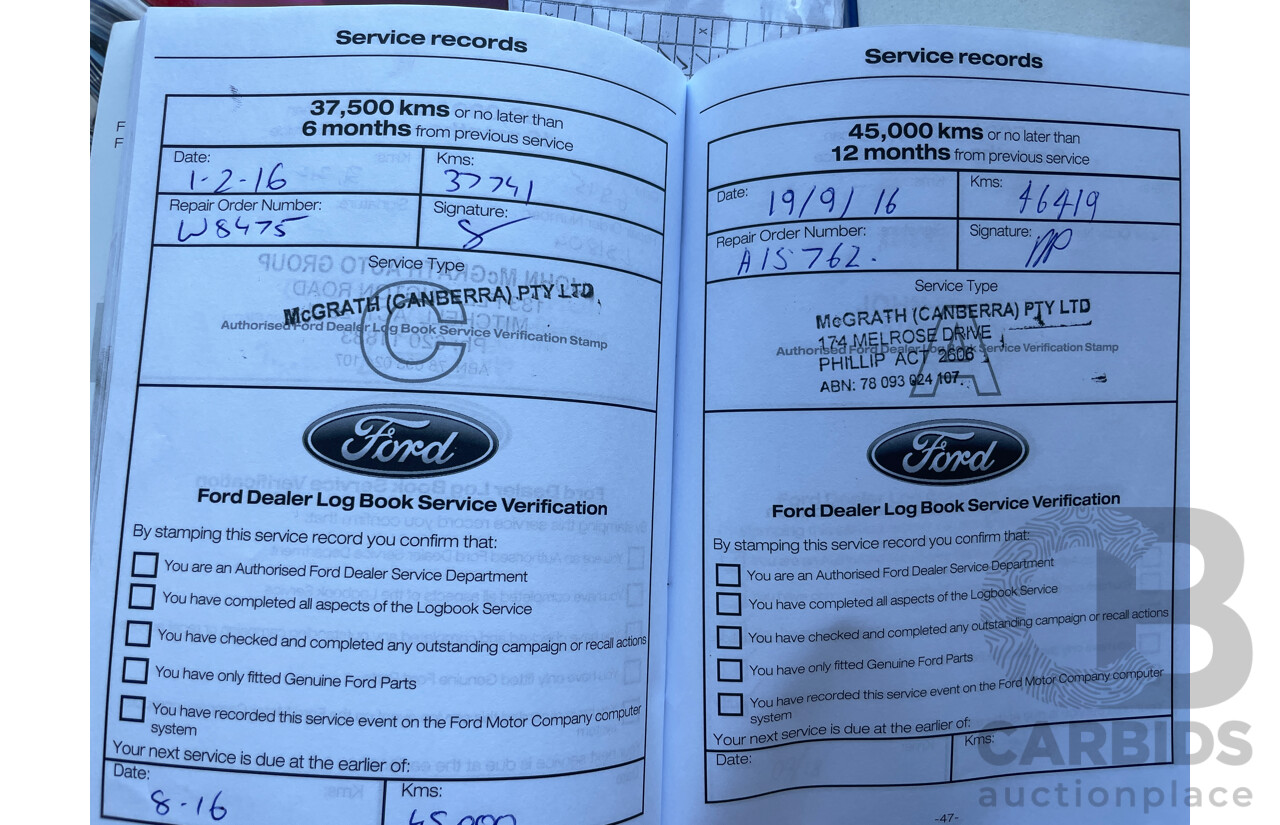 Service records
37,500 kms or no later than
6 months from previous service
Date:
1-2-16
Kms:
37741
Repair Order Number:
W8475
Signature:
Service Type
C
McGRATH (CANBERRA) PTY LTD
Authorised Ford Dealer Log Book Service Verification Stamp
Ford
Ford Dealer Log Book Service Verification
By stamping this service record you confirm that:
You are an Authorised Ford Dealer Service Department
You have completed all aspects of the Logbook Service
You have checked and completed any outstanding campaign or recall actions
You have only fitted Genuine Ford Parts
You have recorded this service event on the Ford Motor Company computer
system
Your next service is due at the earlier of:
Date:
8-16
Kms:
45,000
Service records
45,000 kms or no later than
12 months from previous service
Date:
19/9/16
Kms:
46419
Repair Order Number:
A15762.
Signature:
Service Type
A
McGRATH (CANBERRA) PTY LTD
174 MELROSE DRIVE
Authorised Ford Dealer Log Book Service Verification Stamp
PHILLIP ACT 2606
ABN: 78 093 024 107
Ford
Ford Dealer Log Book Service Verification
By stamping this service record you confirm that:
You are an Authorised Ford Dealer Service Department
You have completed all aspects of the Logbook Service
You have checked and completed any outstanding campaign or recall actions
You have only fitted Genuine Ford Parts
You have recorded this service event on the Ford Motor Company computer
system
Your next service is due at the earlier of:
Date:
Kms:
-47-
CARBIDS
auctionplace